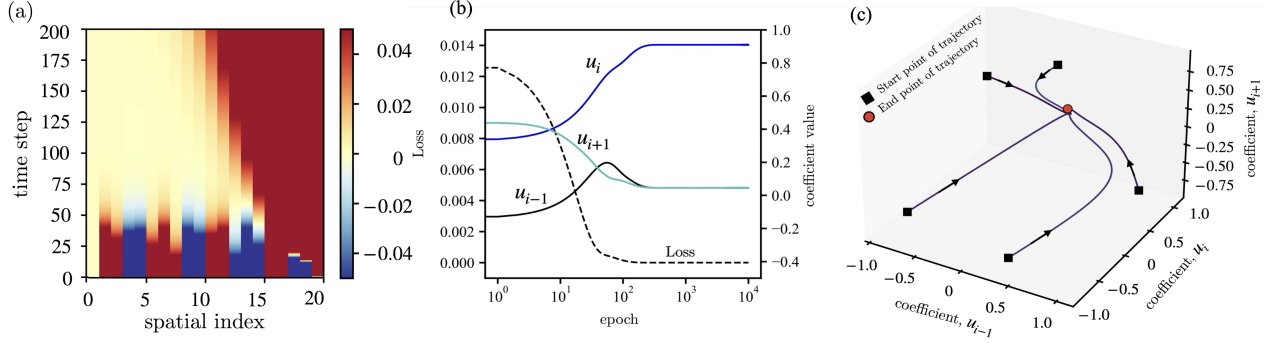 (a)
200
175
150
125
100
75
50
25
0
time step
0 5 10 15 20
spatial index
0.04
0.02
0
−0.02
−0.04
(b)
0.014
0.012
0.010
0.008
0.006
0.004
0.002
0.000
Loss
u_i
u_{i+1}
u_{i−1}
Loss
10^0 10^1 10^2 10^3 10^4
epoch
1.0
0.8
0.6
0.4
0.2
0.0
−0.2
−0.4
coefficient value
(c)
Start point of trajectory
End point of trajectory
0.75
0.50
0.25
0
−0.25
−0.50
−0.75
coefficient, u_{i+1}
1.0
0.5
0
−0.5
−1.0
coefficient, u_i
−1.0
−0.5
0
0.5
1.0
coefficient, u_{i−1}